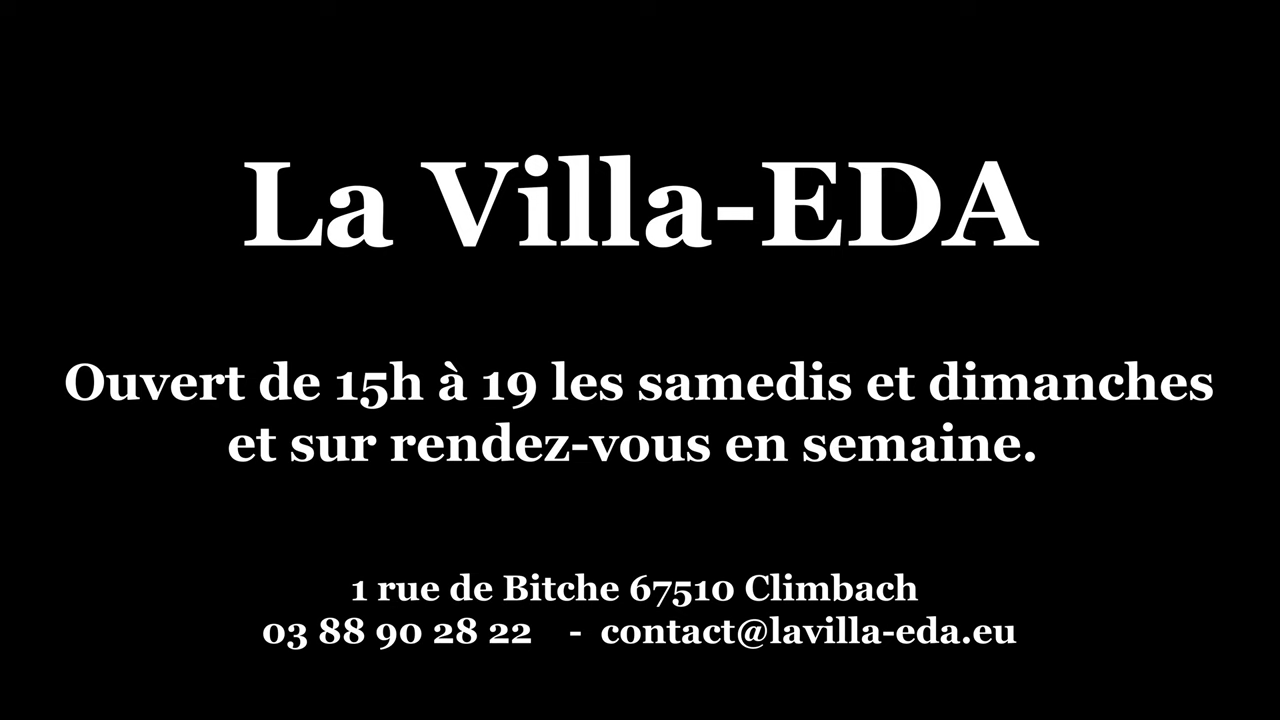 La Villa-EDA
Ouvert de 15h à 19 les samedis et dimanches
et sur rendez-vous en semaine.
1 rue de Bitche 67510 Climbach
03 88 90 28 22 - contact@lavilla-eda.eu